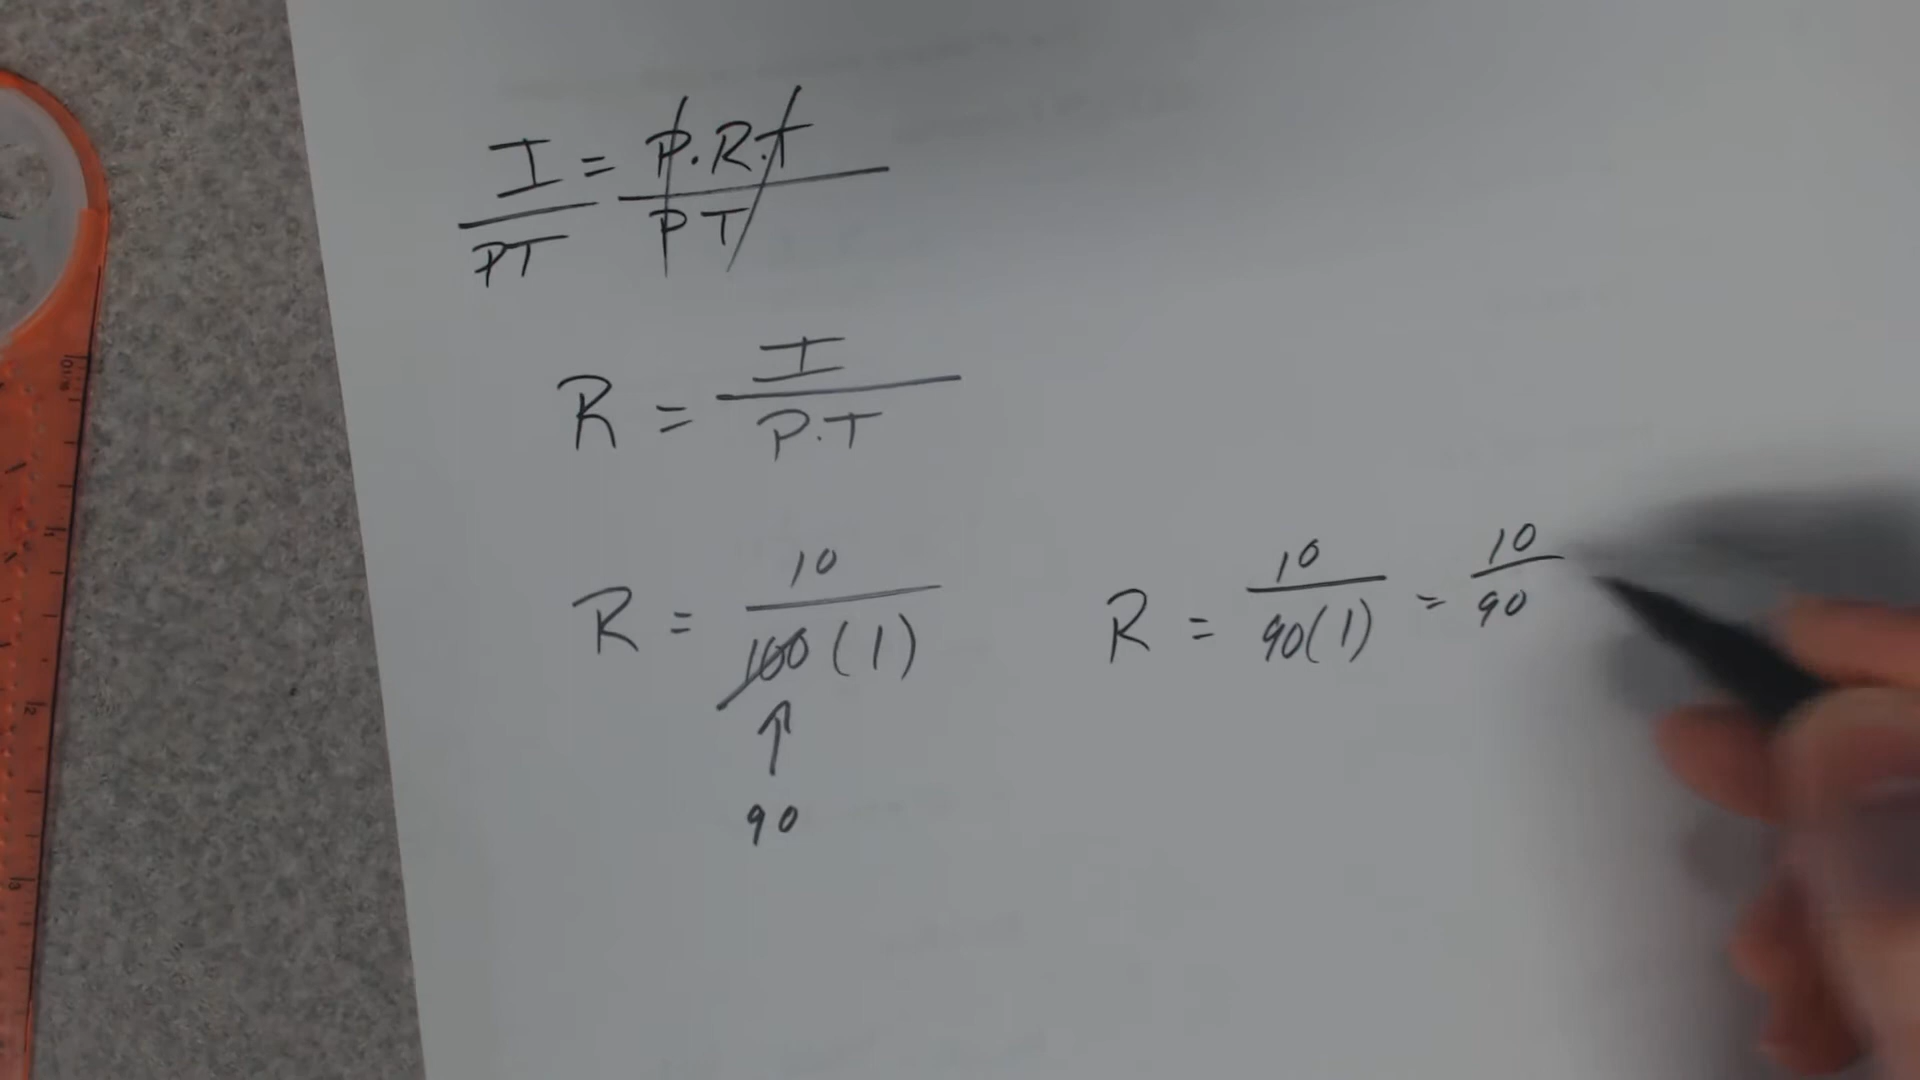 I = P.R.t
PT PT
R = I
P.T
R = 10
100 (1)
↑
90
R = 10 = 10
90(1) 90